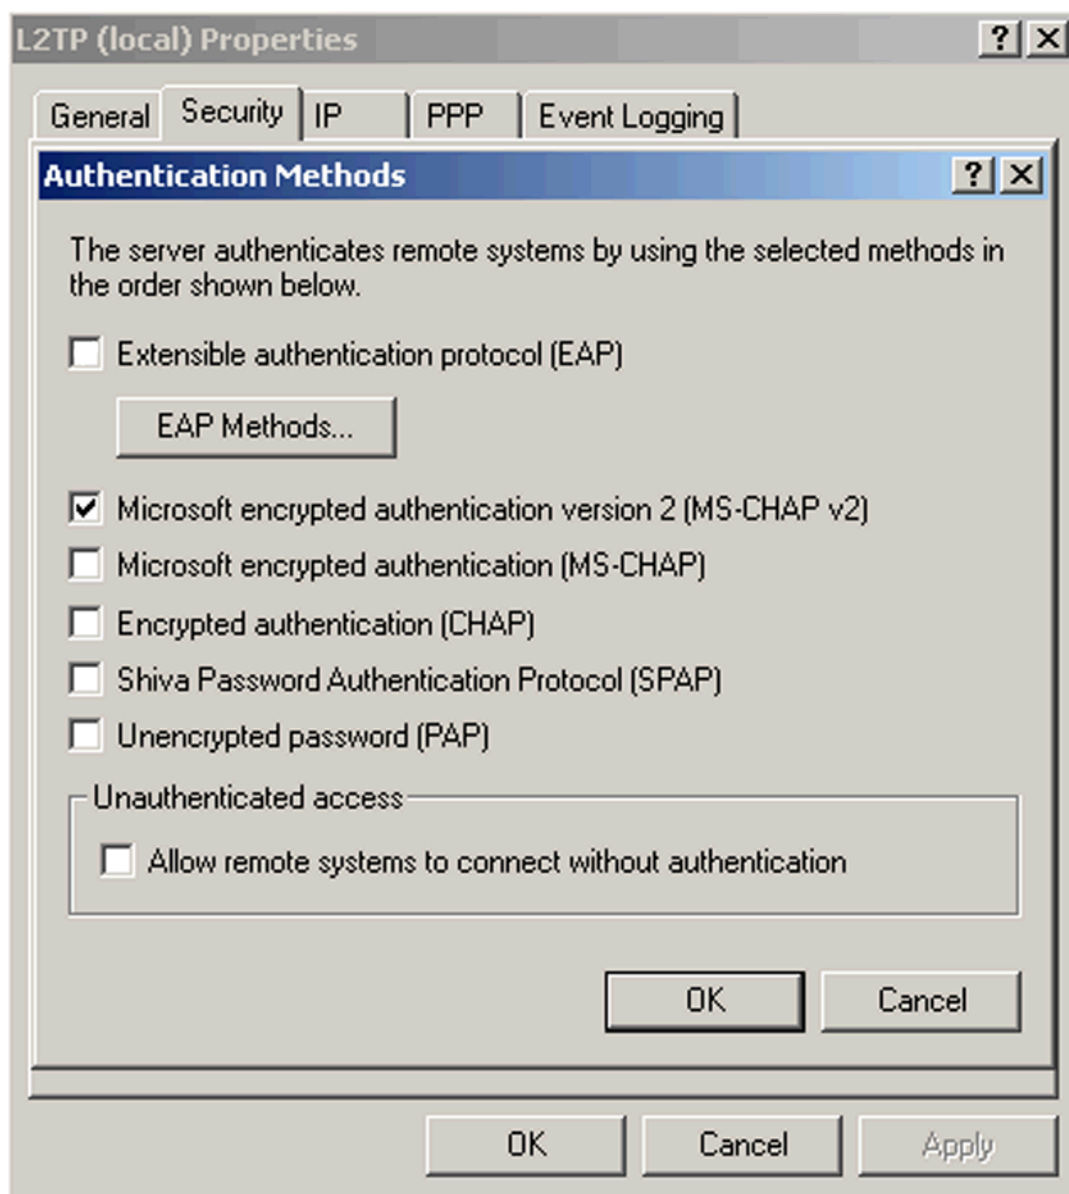 L2TP (local) Properties
General Security IP PPP Event Logging
Authentication Methods
The server authenticates remote systems by using the selected methods in
the order shown below.
Extensible authentication protocol (EAP)
EAP Methods...
Microsoft encrypted authentication version 2 (MS-CHAP v2)
Microsoft encrypted authentication (MS-CHAP)
Encrypted authentication (CHAP)
Shiva Password Authentication Protocol (SPAP)
Unencrypted password (PAP)
Unauthenticated access
Allow remote systems to connect without authentication
OK Cancel
OK Cancel Apply